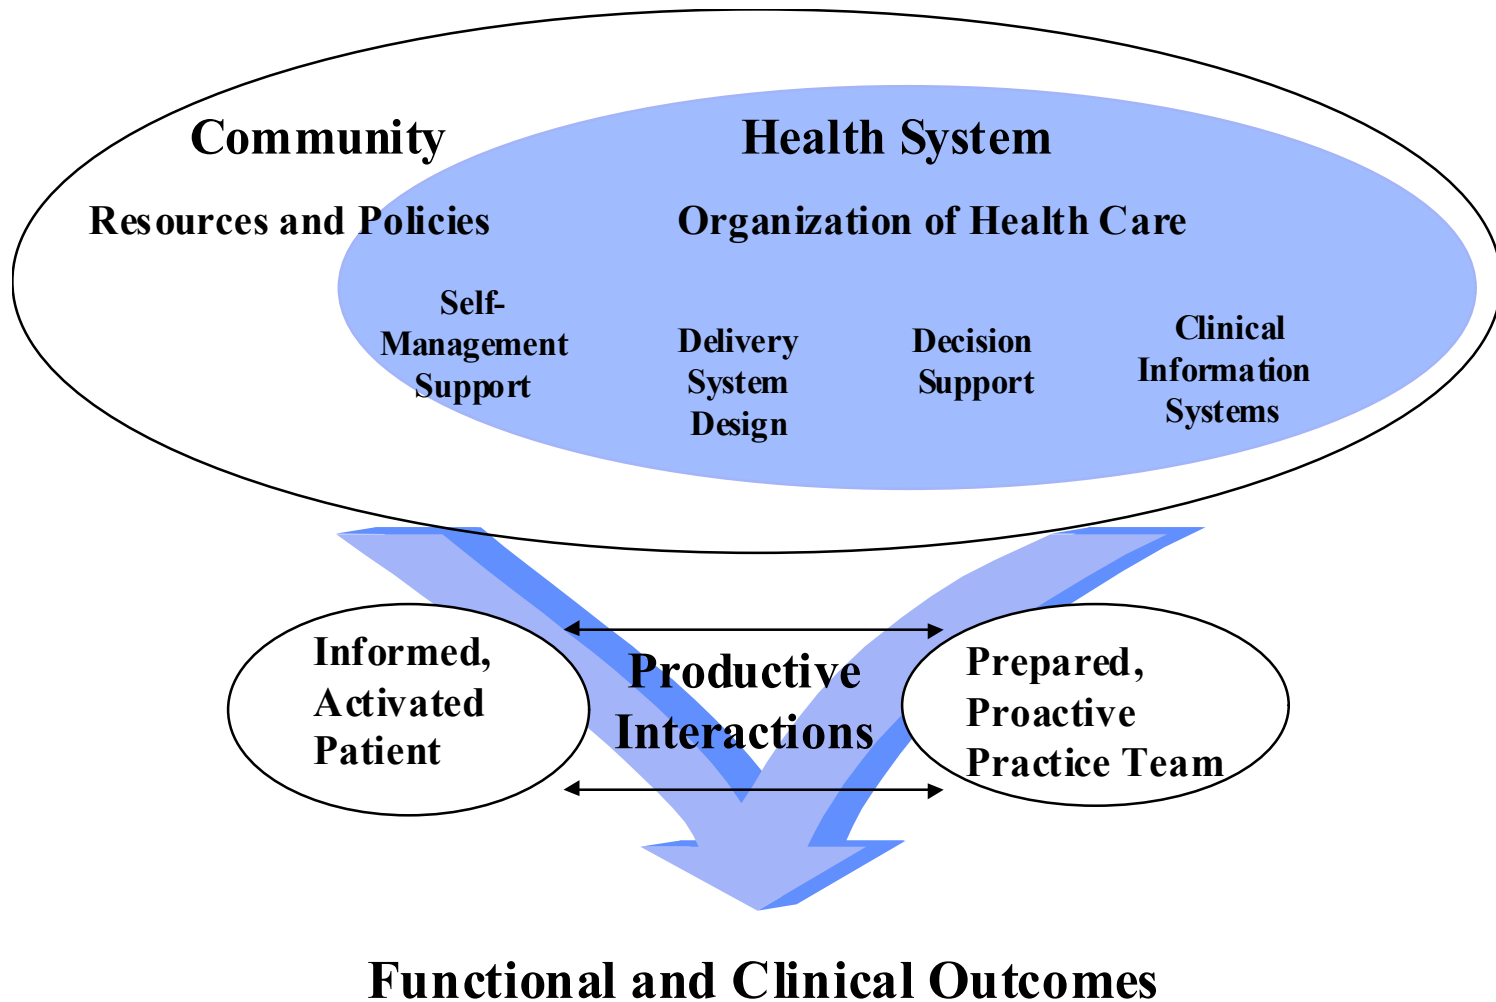 Community
Health System
Resources and Policies
Organization of Health Care
Self-
Management
Support
Delivery
System
Design
Decision
Support
Clinical
Information
Systems
Informed,
Activated
Patient
Productive
Interactions
Prepared,
Proactive
Practice Team
Functional and Clinical Outcomes